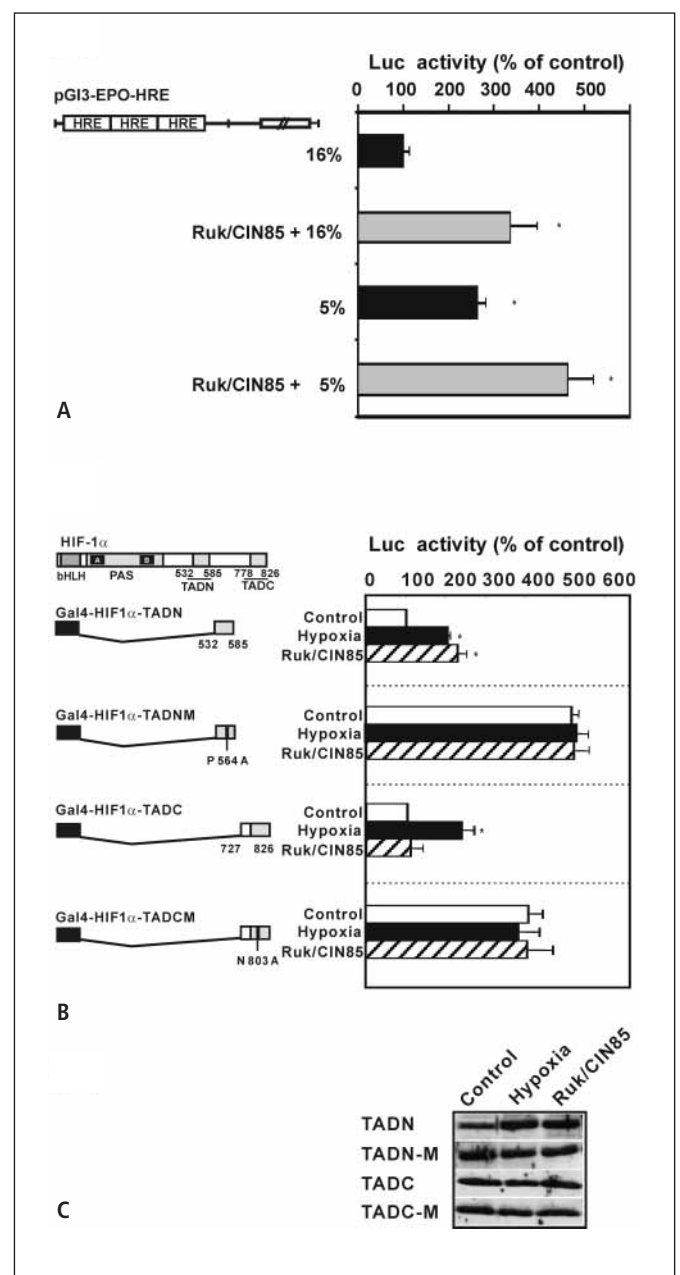 Luc activity (% of control)
pGl3-EPO-HRE
0 100 200 300 400 500
HRE HRE HRE
16%
Ruk/CIN85 + 16%
*
5%
*
Ruk/CIN85 + 5%
*
A
HIF-1α
Luc activity (% of control)
A B
bHLH PAS 532 585 778 826
TADN TADC
0 100 200 300 400 500 600
Gal4-HIF1α-TADN
532 585
Control
Hypoxia *
Ruk/CIN85 *
Gal4-HIF1α-TADNM
P 564 A
Control
Hypoxia
Ruk/CIN85
Gal4-HIF1α-TADC
727 826
Control
Hypoxia *
Ruk/CIN85
Gal4-HIF1α-TADCM
N 803 A
Control
Hypoxia
Ruk/CIN85
B
Control Hypoxia Ruk/CIN85
TADN
TADN-M
TADC
TADC-M
C